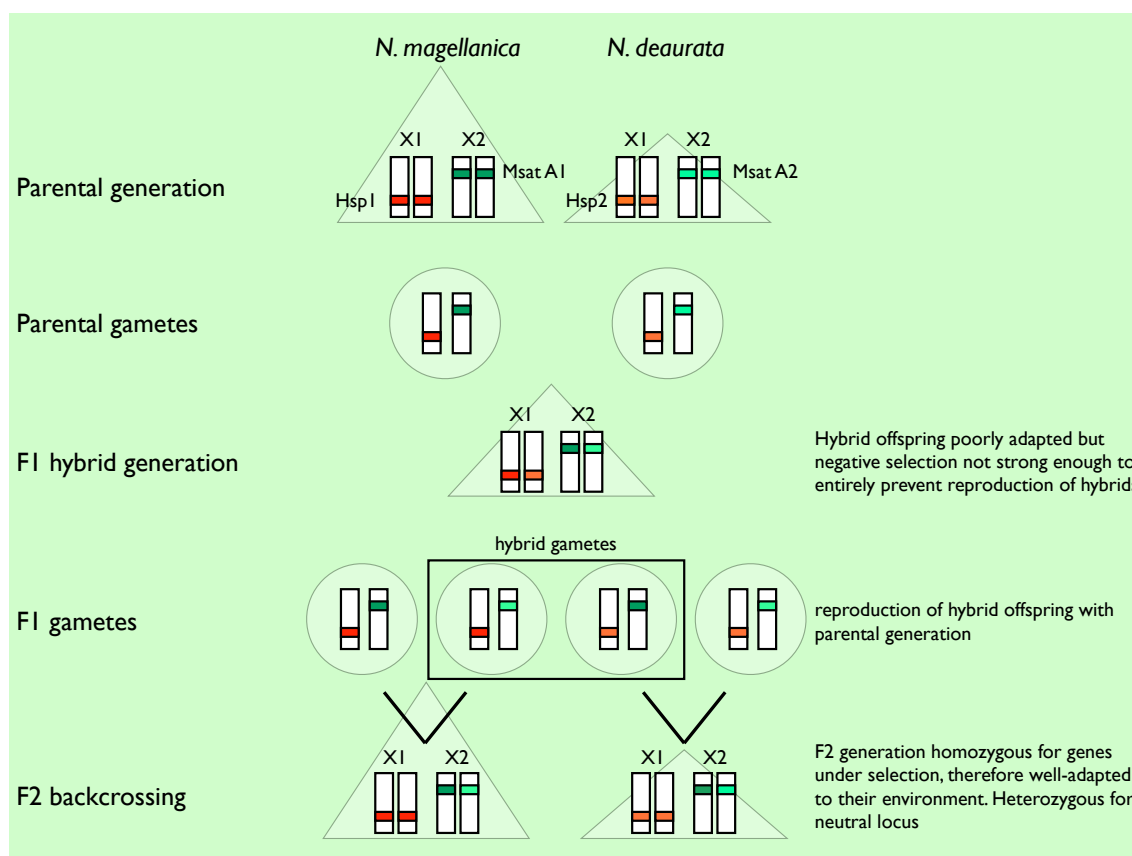 N. magellanica N. deaurata
X1 X2 X1 X2
Parental generation Msat A1 Msat A2
Hsp1 Hsp2
Parental gametes
X1 X2
F1 hybrid generation
Hybrid offspring poorly adapted but
negative selection not strong enough to
entirely prevent reproduction of hybrids
hybrid gametes
F1 gametes
reproduction of hybrid offspring with
parental generation
X1 X2 X1 X2
F2 backcrossing
F2 generation homozygous for genes
under selection, therefore well-adapted
to their environment. Heterozygous for
neutral locus